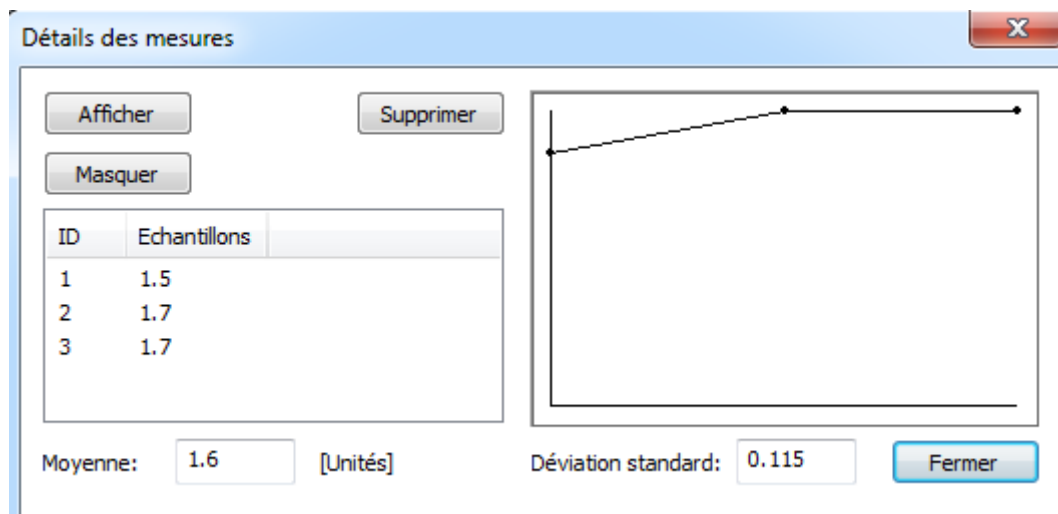 Détails des mesures
Afficher
Supprimer
Masquer
ID Echantillons
1 1.5
2 1.7
3 1.7
Moyenne: 1.6 [Unités] Déviation standard: 0.115 Fermer